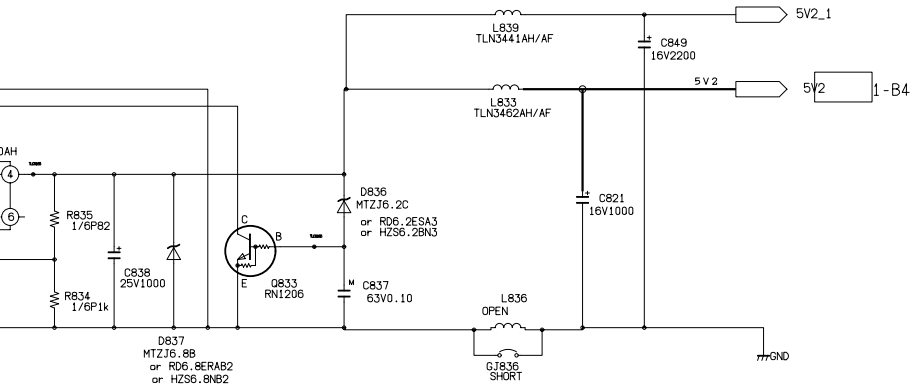 L839
TLN3441AH/AF
5V2_1
+
C849
16V2200
5V2
L833
TLN3462AH/AF
5V2
1-B4
0AH
4
6
R835
1/6P82
+
C838
25V1000
R834
1/6P1k
D837
MTZJ6.8B
or RD6.8ERAB2
or HZS6.8NB2
C
B
E
Q833
RN1206
D836
MTZJ6.2C
or RD6.2ESA3
or HZS6.2BN3
M
C837
63V0.10
+
C821
16V1000
L836
OPEN
GJ836
SHORT
GND